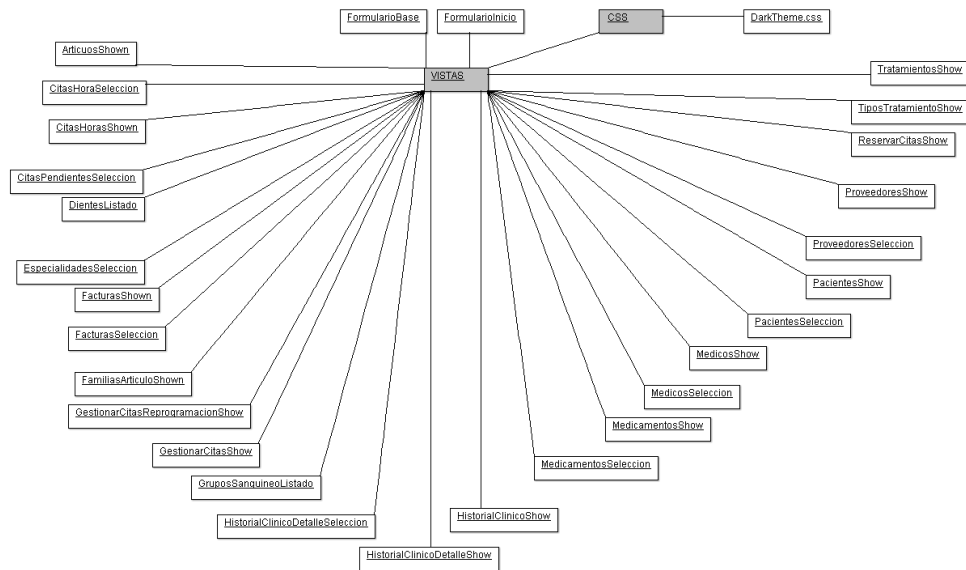 FormularioBase
FormularioInicio
CSS
DarkTheme.css
ArticuosShown
VISTAS
TratamientosShow
CitasHoraSeleccion
TiposTratamientoShow
CitasHorasShown
ReservarCitasShow
CitasPendientesSeleccion
ProveedoresShow
DientesListado
ProveedoresSeleccion
EspecialidadesSeleccion
PacientesShow
FacturasShown
PacientesSeleccion
FacturasSeleccion
MedicosShow
FamiliasArticuloShown
MedicosSeleccion
GestionarCitasReprogramacionShow
MedicamentosShow
GestionarCitasShow
MedicamentosSeleccion
GruposSanguineoListado
HistorialClinicoShow
HistorialClinicoDetalleSeleccion
HistorialClinicoDetalleShow